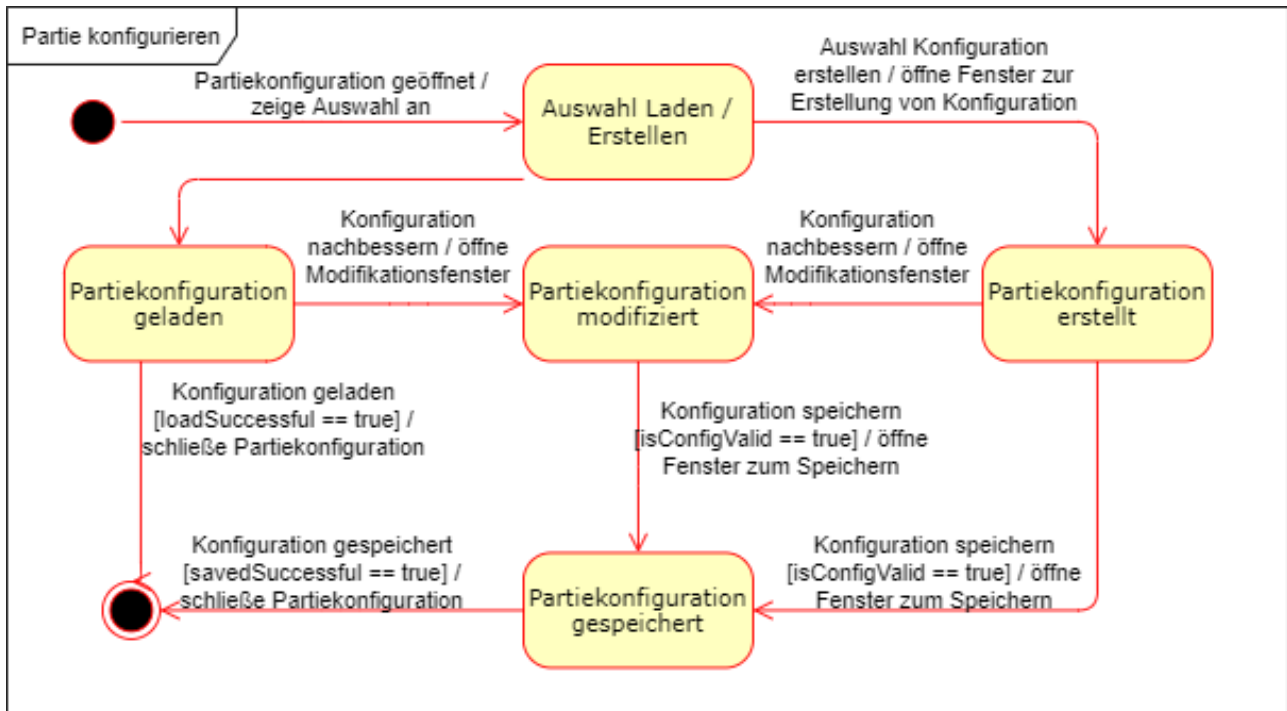 Partie konfigurieren
Partiekonfiguration geöffnet /
zeige Auswahl an
Auswahl Laden /
Erstellen
Auswahl Konfiguration
erstellen / öffne Fenster zur
Erstellung von Konfiguration
Konfiguration
nachbessern / öffne
Modifikationsfenster
Konfiguration
nachbessern / öffne
Modifikationsfenster
Partiekonfiguration
geladen
Partiekonfiguration
modifiziert
Partiekonfiguration
erstellt
Konfiguration geladen
[loadSuccessful == true] /
schließe Partiekonfiguration
Konfiguration speichern
[isConfigValid == true] / öffne
Fenster zum Speichern
Konfiguration gespeichert
[savedSuccessful == true] /
schließe Partiekonfiguration
Partiekonfiguration
gespeichert
Konfiguration speichern
[isConfigValid == true] / öffne
Fenster zum Speichern